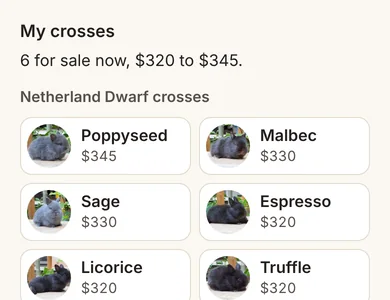 My crosses
6 for sale now, $320 to $345.
Netherland Dwarf crosses
Poppyseed
$345
Malbec
$330
Sage
$330
Espresso
$320
Licorice
$320
Truffle
$320